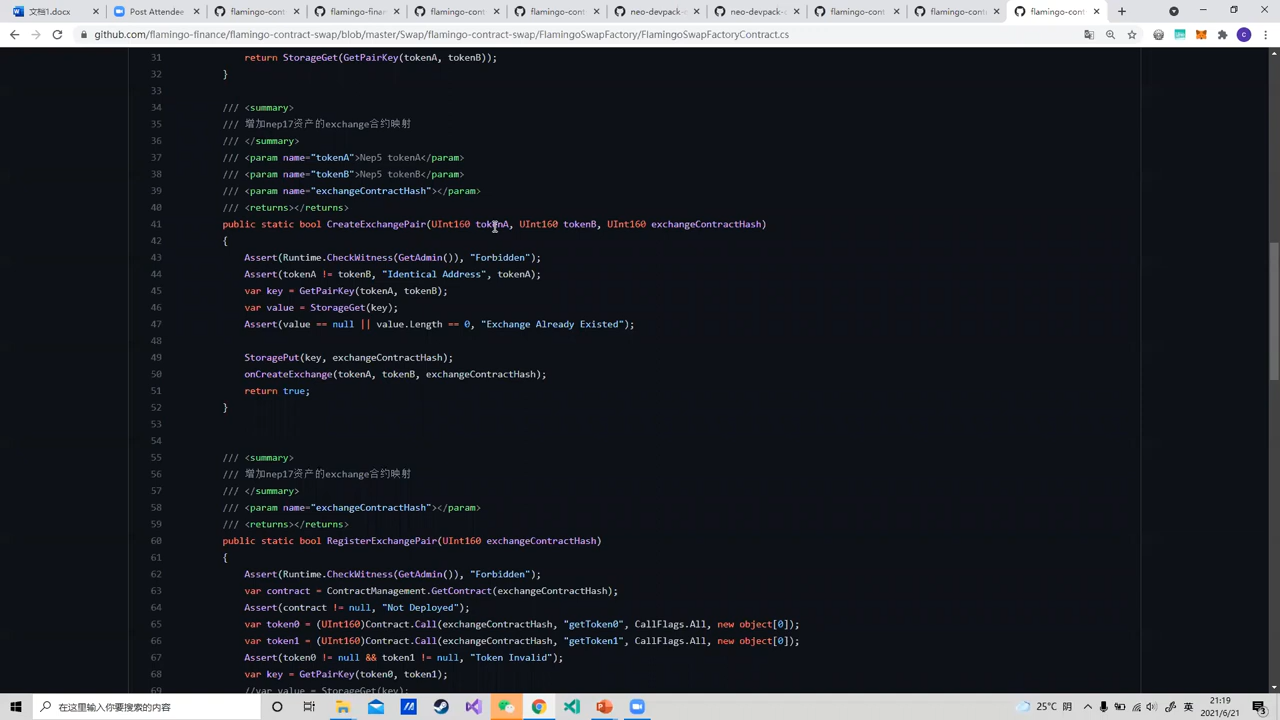 文档1.docx
Post Attendee
flamingo-cont
flamingo-finan
flamingo-cont
flamingo-cont
neo-devpack-
neo-devpack-
flamingo-cont
flamingo-cont
flamingo-cont
github.com/flamingo-finance/flamingo-contract-swap/blob/master/Swap/flamingo-contract-swap/FlamingoSwapFactory/FlamingoSwapFactoryContract.cs
31 return StorageGet(GetPairKey(tokenA, tokenB));
32 }
33
34 /// <summary>
35 /// 增加nep17资产的exchange合约映射
36 /// </summary>
37 /// <param name="tokenA">Nep5 tokenA</param>
38 /// <param name="tokenB">Nep5 tokenB</param>
39 /// <param name="exchangeContractHash"></param>
40 /// <returns></returns>
41 public static bool CreateExchangePair(UInt160 tokenA, UInt160 tokenB, UInt160 exchangeContractHash)
42 {
43 Assert(Runtime.CheckWitness(GetAdmin()), "Forbidden");
44 Assert(tokenA != tokenB, "Identical Address", tokenA);
45 var key = GetPairKey(tokenA, tokenB);
46 var value = StorageGet(key);
47 Assert(value == null || value.Length == 0, "Exchange Already Existed");
48
49 StoragePut(key, exchangeContractHash);
50 onCreateExchange(tokenA, tokenB, exchangeContractHash);
51 return true;
52 }
53
54
55 /// <summary>
56 /// 增加nep17资产的exchange合约映射
57 /// </summary>
58 /// <param name="exchangeContractHash"></param>
59 /// <returns></returns>
60 public static bool RegisterExchangePair(UInt160 exchangeContractHash)
61 {
62 Assert(Runtime.CheckWitness(GetAdmin()), "Forbidden");
63 var contract = ContractManagement.GetContract(exchangeContractHash);
64 Assert(contract != null, "Not Deployed");
65 var token0 = (UInt160)Contract.Call(exchangeContractHash, "getToken0", CallFlags.All, new object[0]);
66 var token1 = (UInt160)Contract.Call(exchangeContractHash, "getToken1", CallFlags.All, new object[0]);
67 Assert(token0 != null && token1 != null, "Token Invalid");
68 var key = GetPairKey(token0, token1);
69 //var value = StorageGet(key);
在这里输入你要搜索的内容
25°C 阴
21:19
2021/6/21